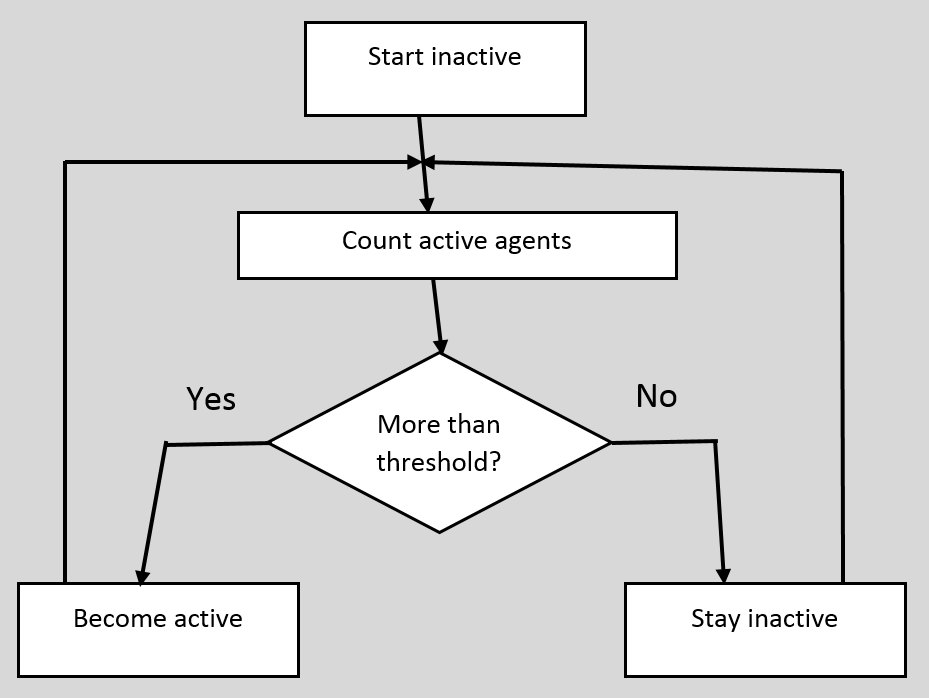 Start inactive
Count active agents
Yes
No
More than
threshold?
Become active
Stay inactive